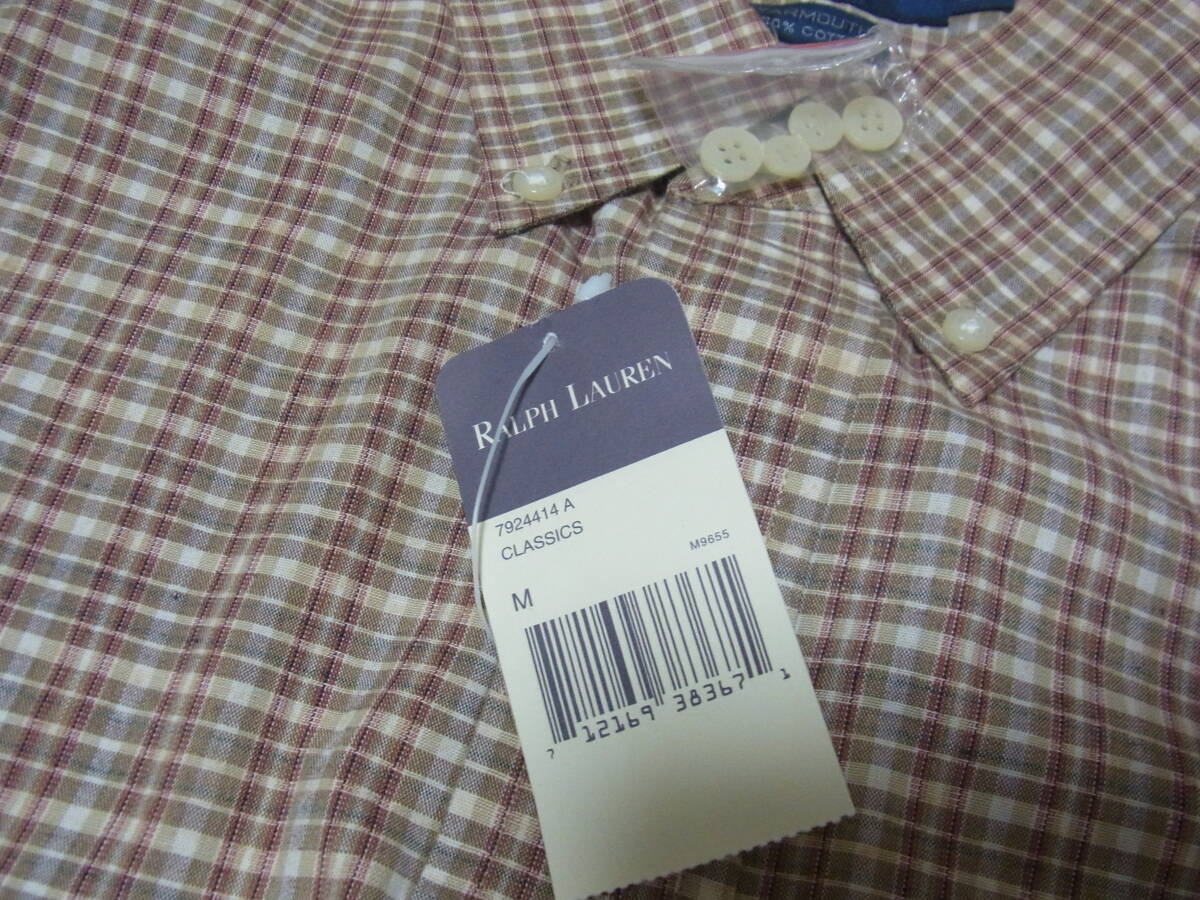 RALPH LAUREN
7924414 A
CLASSICS
M9655
M
7 12169 38367 1